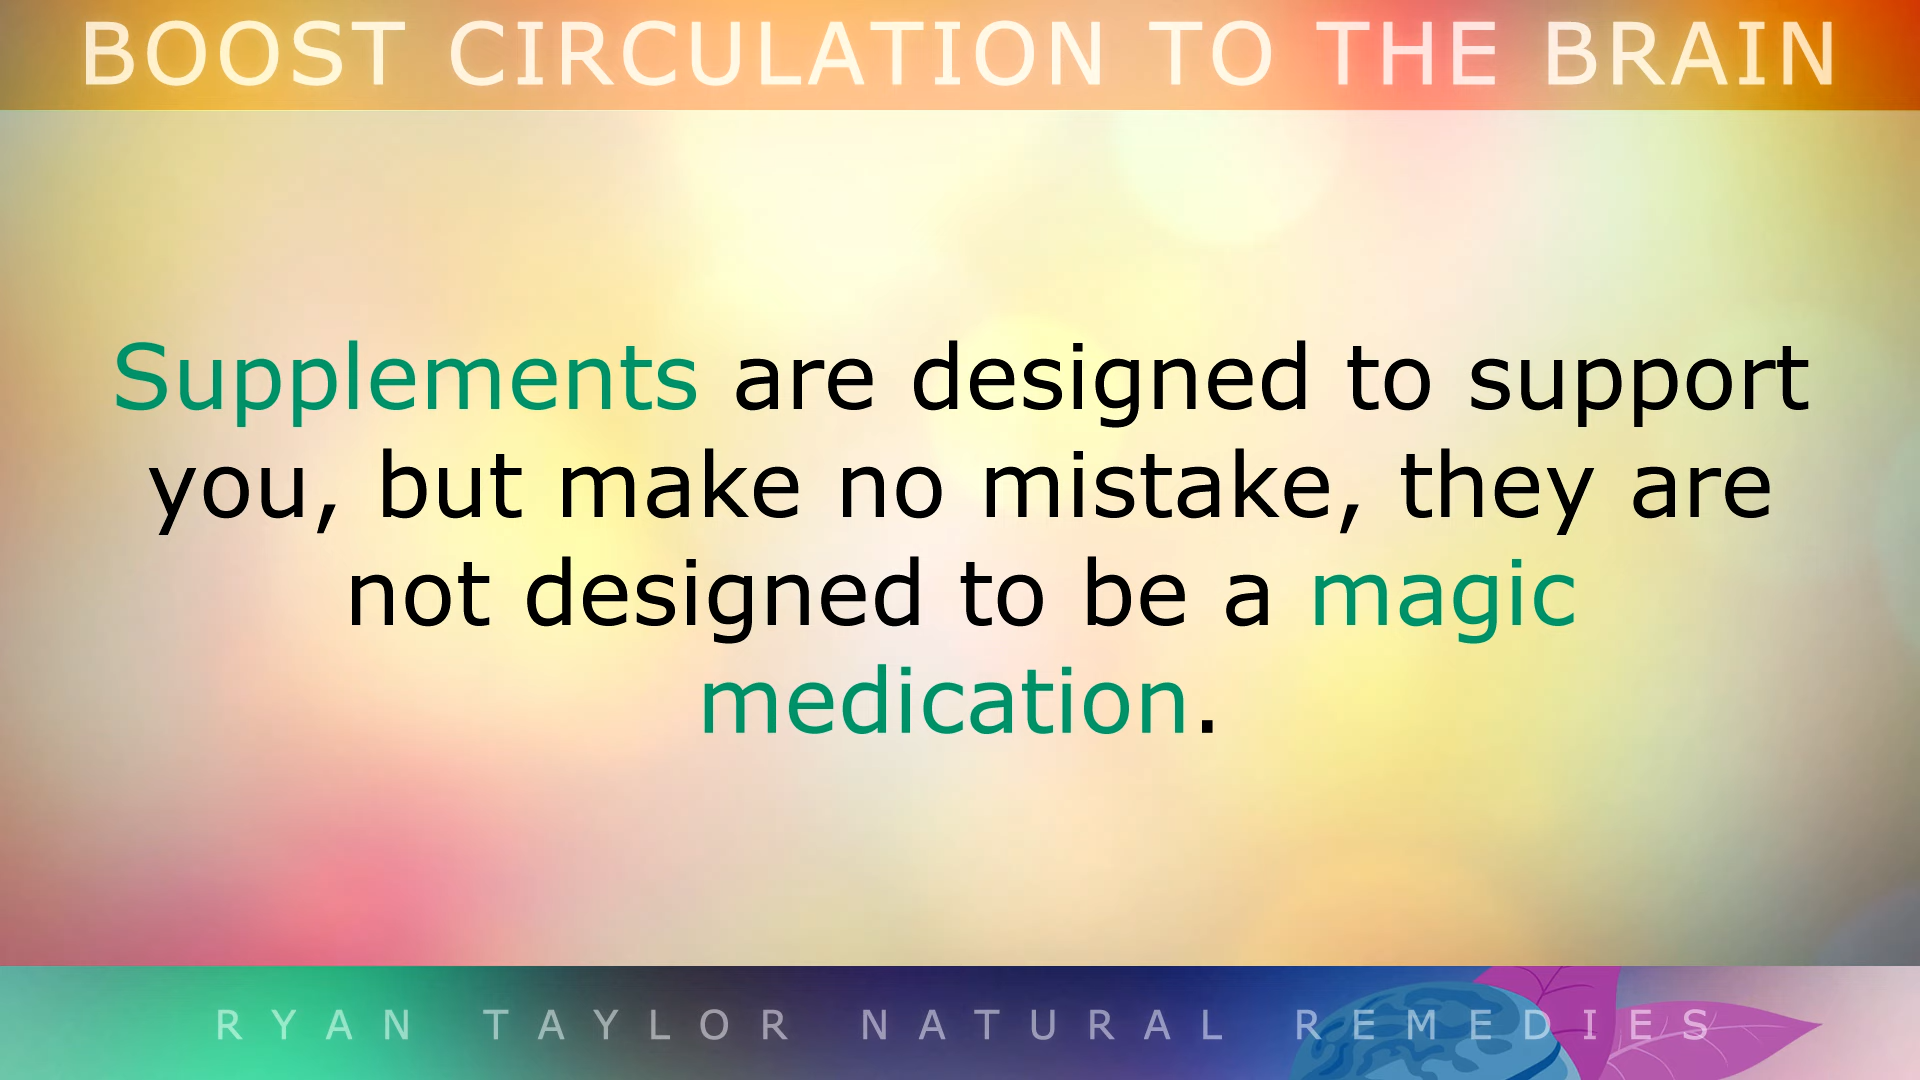 BOOST CIRCULATION TO THE BRAIN
Supplements are designed to support
you, but make no mistake, they are
not designed to be a magic
medication.
RYAN TAYLOR NATURAL REMEDIES